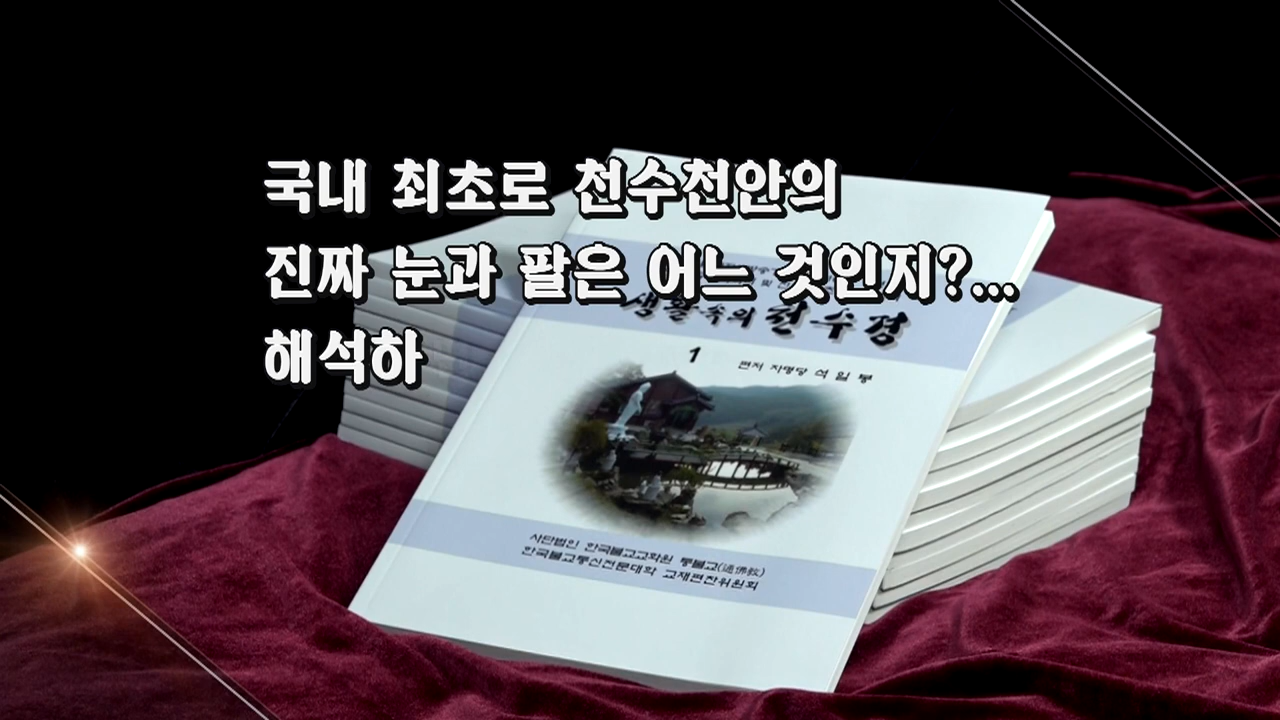 국내 최초로 천수천안의
진짜 눈과 팔은 어느 것인지?...
해석하
생활속의 천수경
1 편저 지명당 석일봉
사단법인 한국불교교화원 통불교(通佛敎)
한국불교통신전문대학 교재편찬위원회